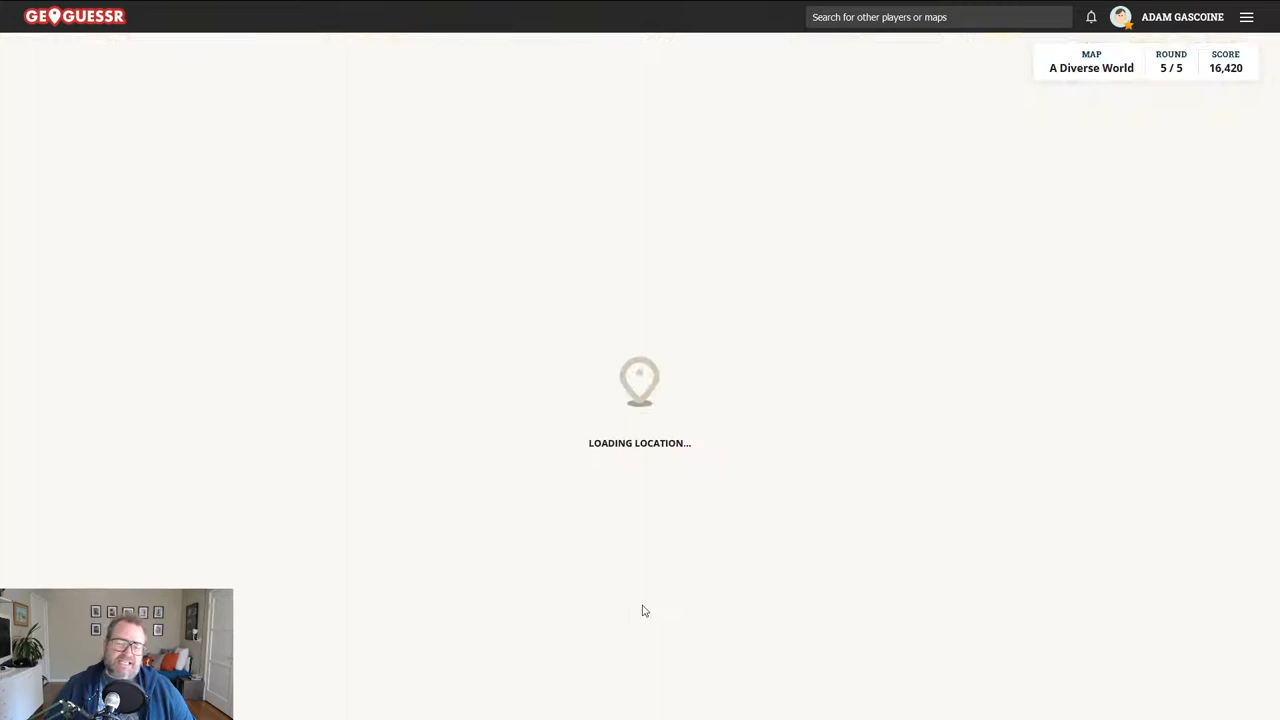 GEOGUESSR
Search for other players or maps
ADAM GASCOINE
MAP
A Diverse World
ROUND
5 / 5
SCORE
16,420
LOADING LOCATION...